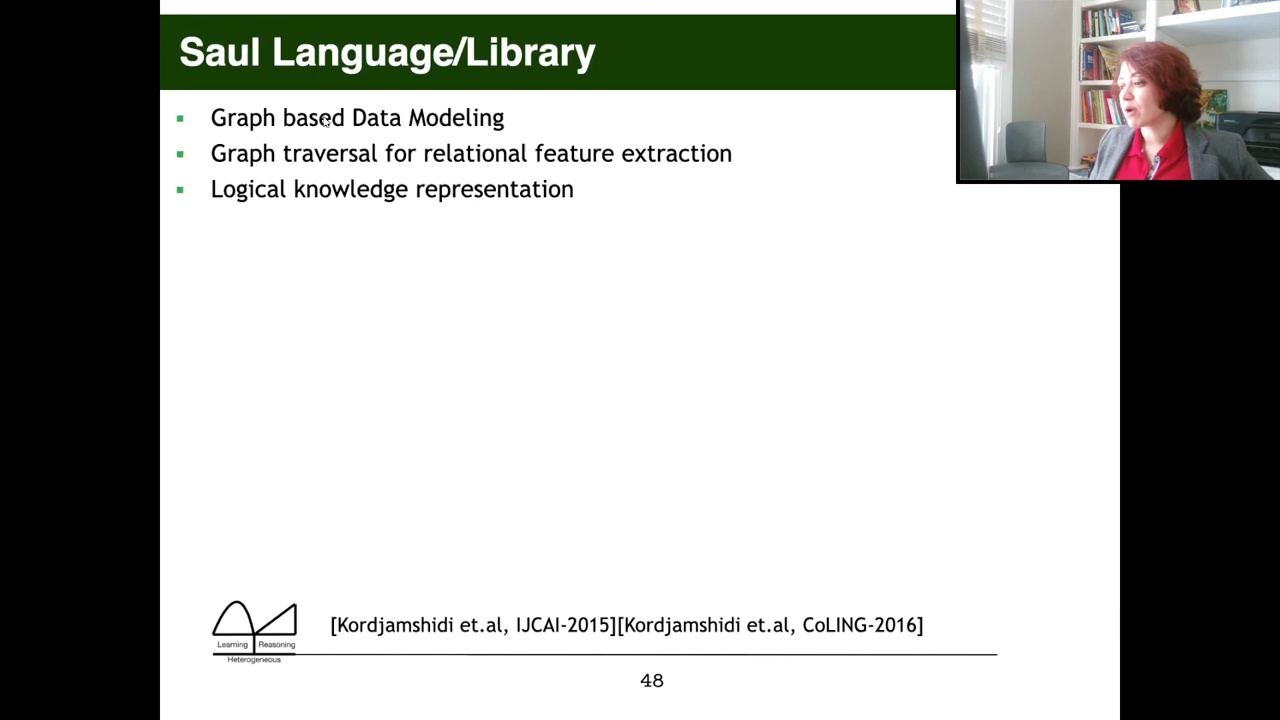 Saul Language/Library
Graph based Data Modeling
Graph traversal for relational feature extraction
Logical knowledge representation
[Kordjamshidi et.al, IJCAI-2015][Kordjamshidi et.al, CoLING-2016]
Learning Reasoning
Heterogeneous
48